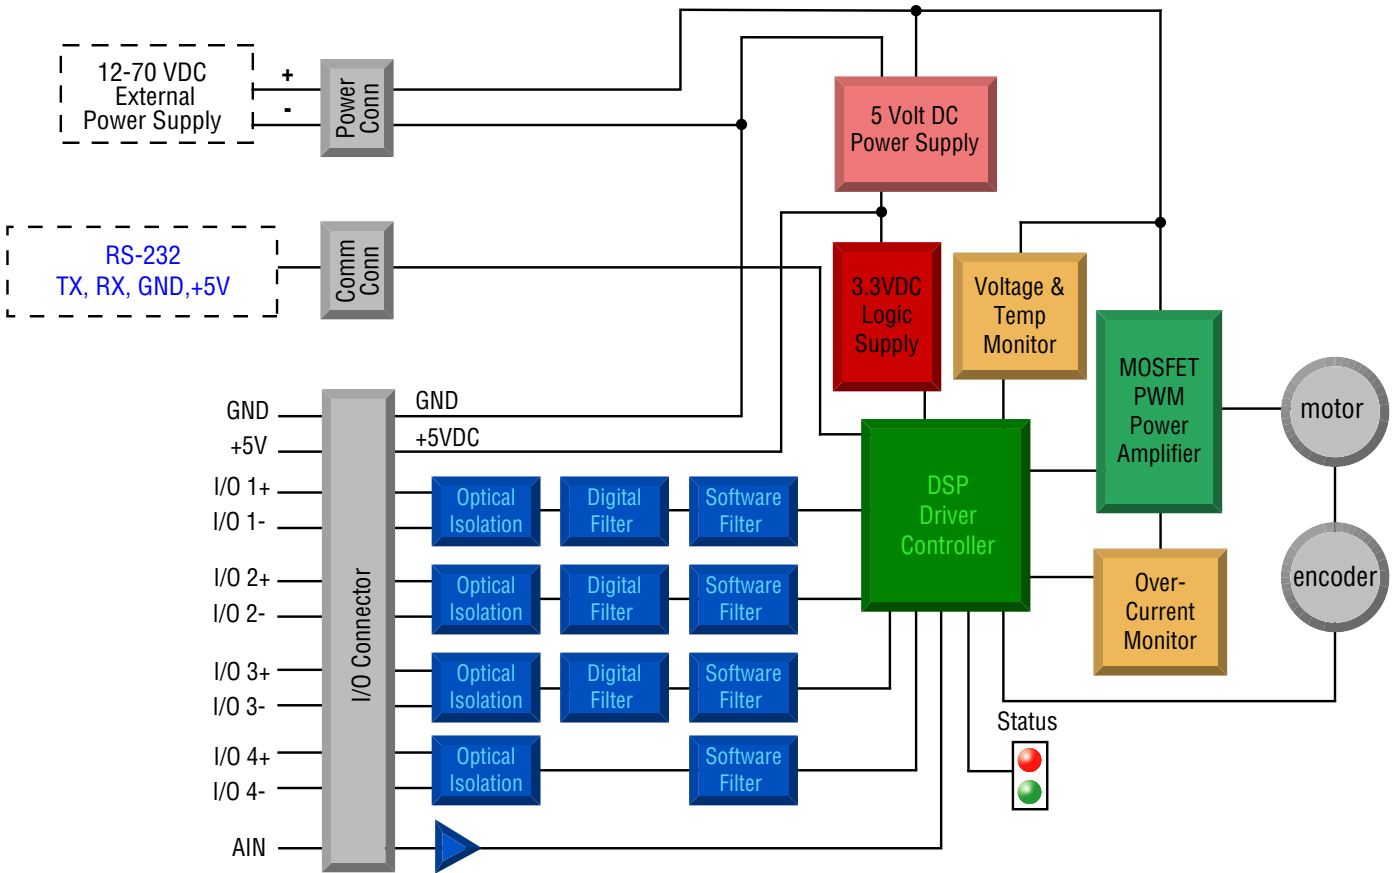 12-70 VDC
External
Power Supply
+
-
Power
Conn
5 Volt DC
Power Supply
RS-232
TX, RX, GND,+5V
Comm
Conn
3.3VDC
Logic
Supply
Voltage &
Temp
Monitor
MOSFET
PWM
Power
Amplifier
motor
GND
+5V
GND
+5VDC
I/O Connector
I/O 1+
I/O 1-
Optical
Isolation
Digital
Filter
Software
Filter
DSP
Driver
Controller
I/O 2+
I/O 2-
Optical
Isolation
Digital
Filter
Software
Filter
Over-
Current
Monitor
encoder
I/O 3+
I/O 3-
Optical
Isolation
Digital
Filter
Software
Filter
I/O 4+
I/O 4-
Optical
Isolation
Software
Filter
Status
AIN